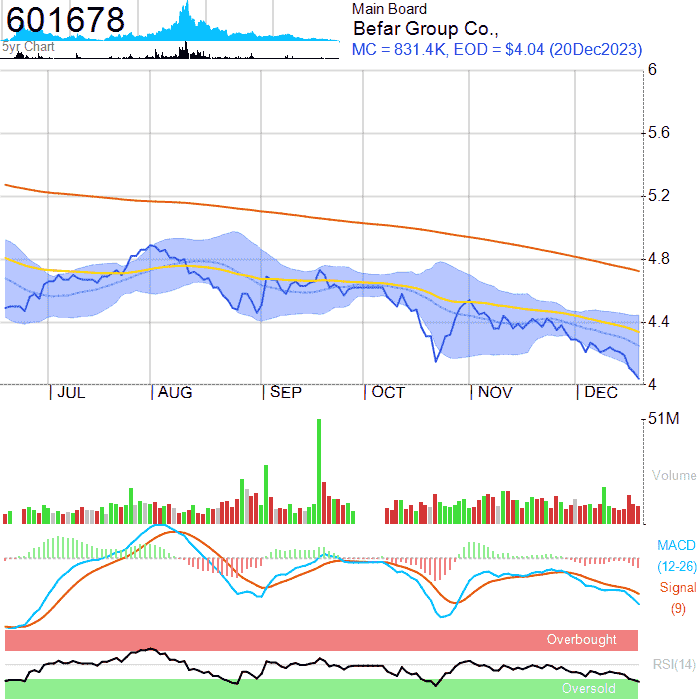 601678
5yr Chart
Main Board
Befar Group Co.,
MC = 831.4K, EOD = $4.04 (20Dec2023)
6
5.6
5.2
4.8
4.4
4
JUL AUG SEP OCT NOV DEC
51M
Volume
MACD
(12-26)
Signal
(9)
Overbought
RSI(14)
Oversold